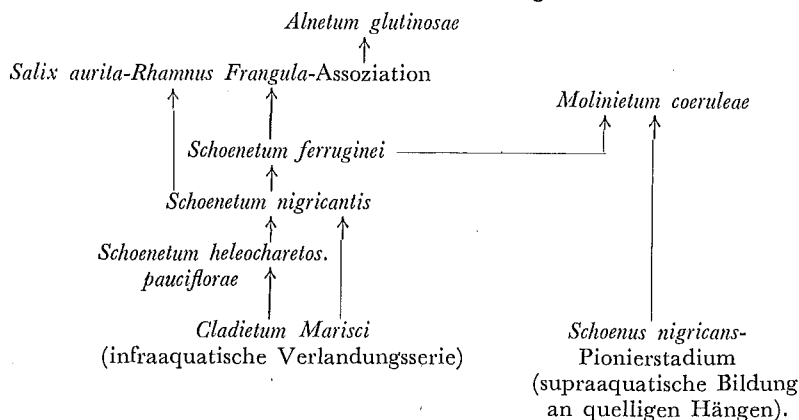 Alnetum glutinosae
Salix aurita-Rhamnus Frangula-Assoziation
Molinietum coeruleae
Schoenetum ferruginei
Schoenetum nigricantis
Schoenetum heleocharetos.
pauciflorae
Cladietum Marisci
(infraaquatische Verlandungsserie)
Schoenus nigricans-
Pionierstadium
(supraaquatische Bildung
an quelligen Hängen).